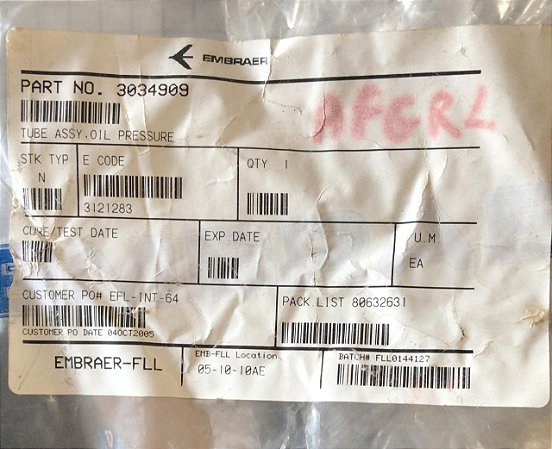 EMBRAER
PART NO. 3034909
AFGRL
TUBE ASSY.OIL PRESSURE
STK TYP E CODE QTY 1
N
3121283
CURE/TEST DATE EXP.DATE U.M.
EA
CUSTOMER PO# EFL-INT-64 PACK LIST 80632631
CUSTOMER PO DATE 04OCT2005
EMBRAER-FLL EMB-FLL Location BATCH# FLL0144127
05-10-10AE